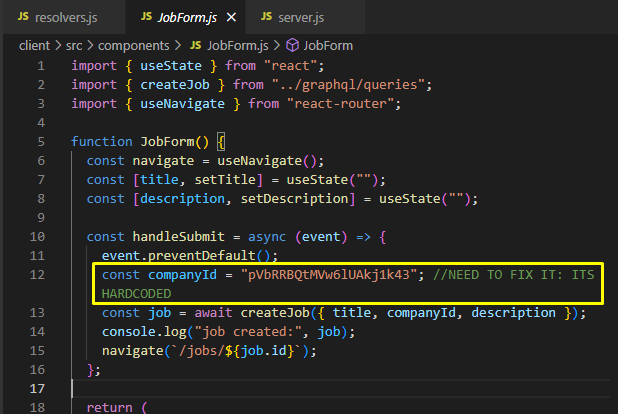 JS resolvers.js JS JobForm.js × JS server.js
client > src > components > JS JobForm.js > JobForm
1 import { useState } from "react";
2 import { createJob } from "../graphql/queries";
3 import { useNavigate } from "react-router";
4
5 function JobForm() {
6 const navigate = useNavigate();
7 const [title, setTitle] = useState("");
8 const [description, setDescription] = useState("");
9
10 const handleSubmit = async (event) => {
11 event.preventDefault();
12 const companyId = "pVbRRBQtMVw6lUAkj1k43"; //NEED TO FIX IT: ITS
HARDCODED
13 const job = await createJob({ title, companyId, description });
14 console.log("job created:", job);
15 navigate(`/jobs/${job.id}`);
16 };
17
18 return (